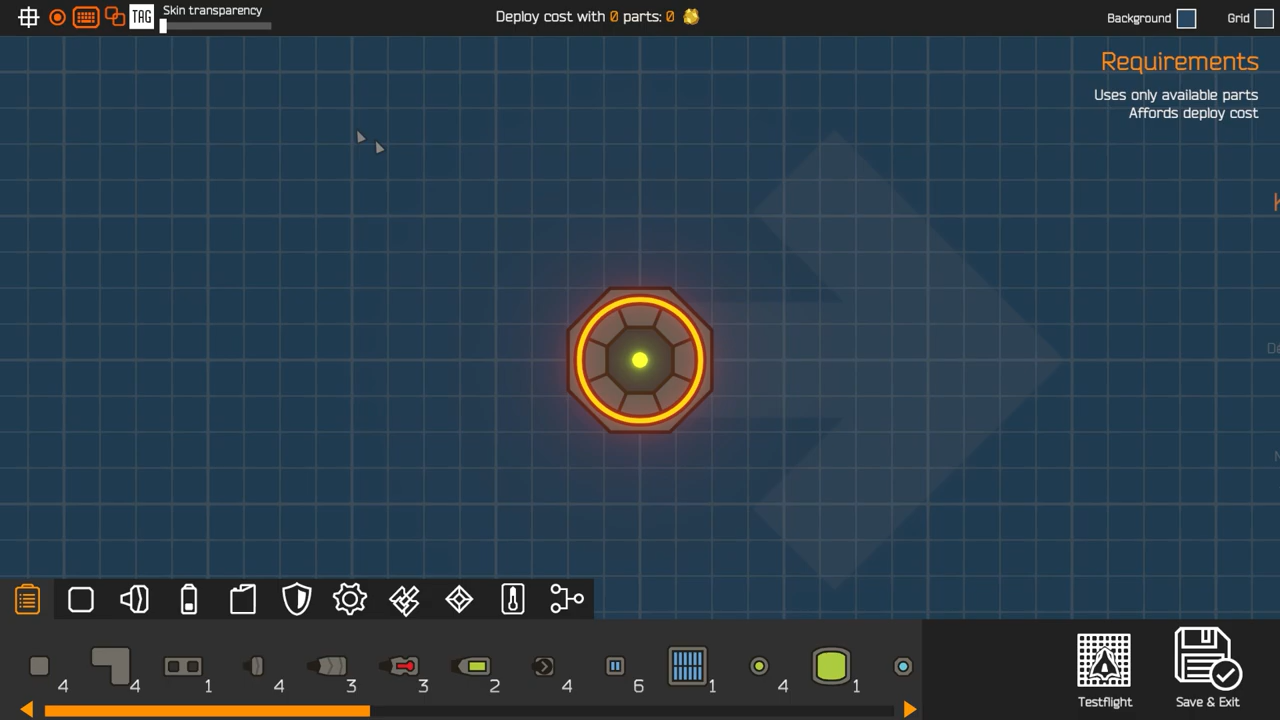 TAG
Skin transparency
Deploy cost with 0 parts: 0
Background
Grid
Requirements
Uses only available parts
Affords deploy cost
4
4
1
4
3
3
2
4
6
1
4
1
Testflight
Save & Exit